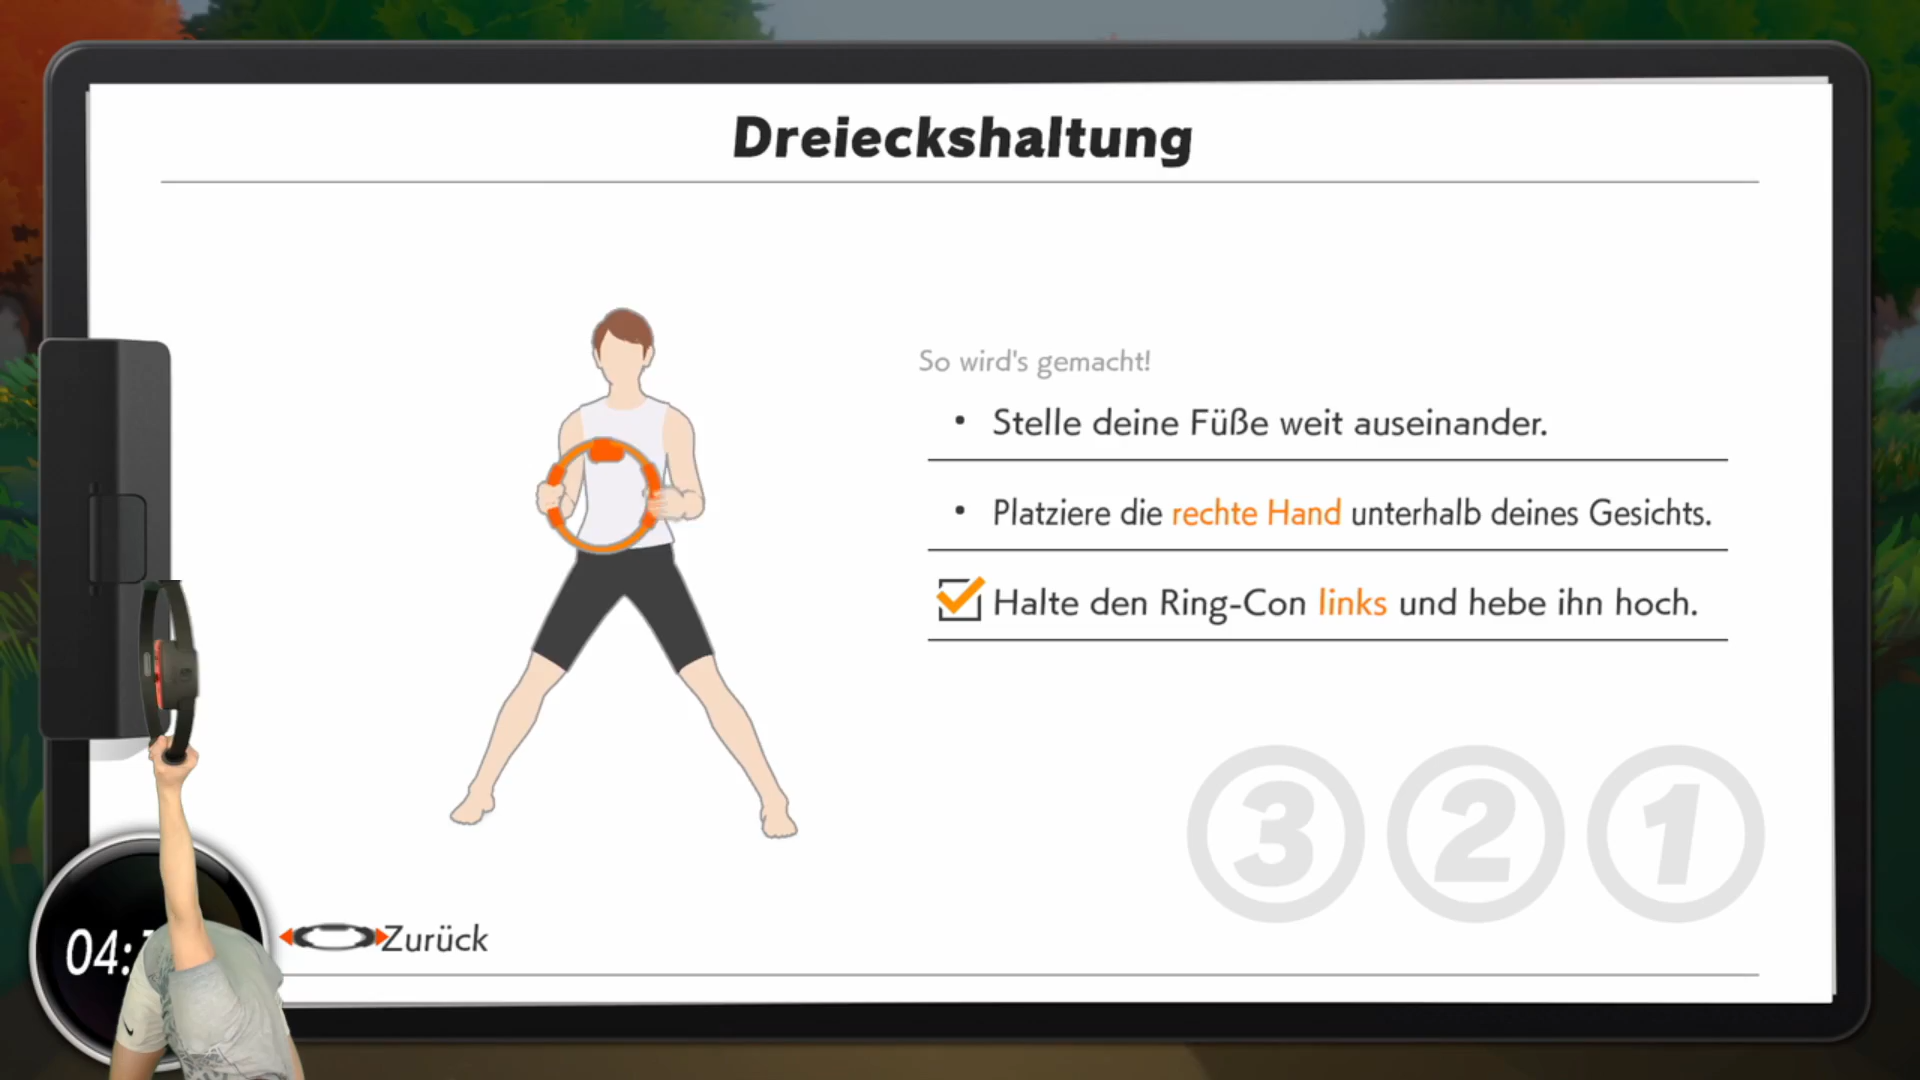 Dreieckshaltung
So wird's gemacht!
• Stelle deine Füße weit auseinander.
• Platziere die rechte Hand unterhalb deines Gesichts.
Halte den Ring-Con links und hebe ihn hoch.
3 2 1
04:
Zurück